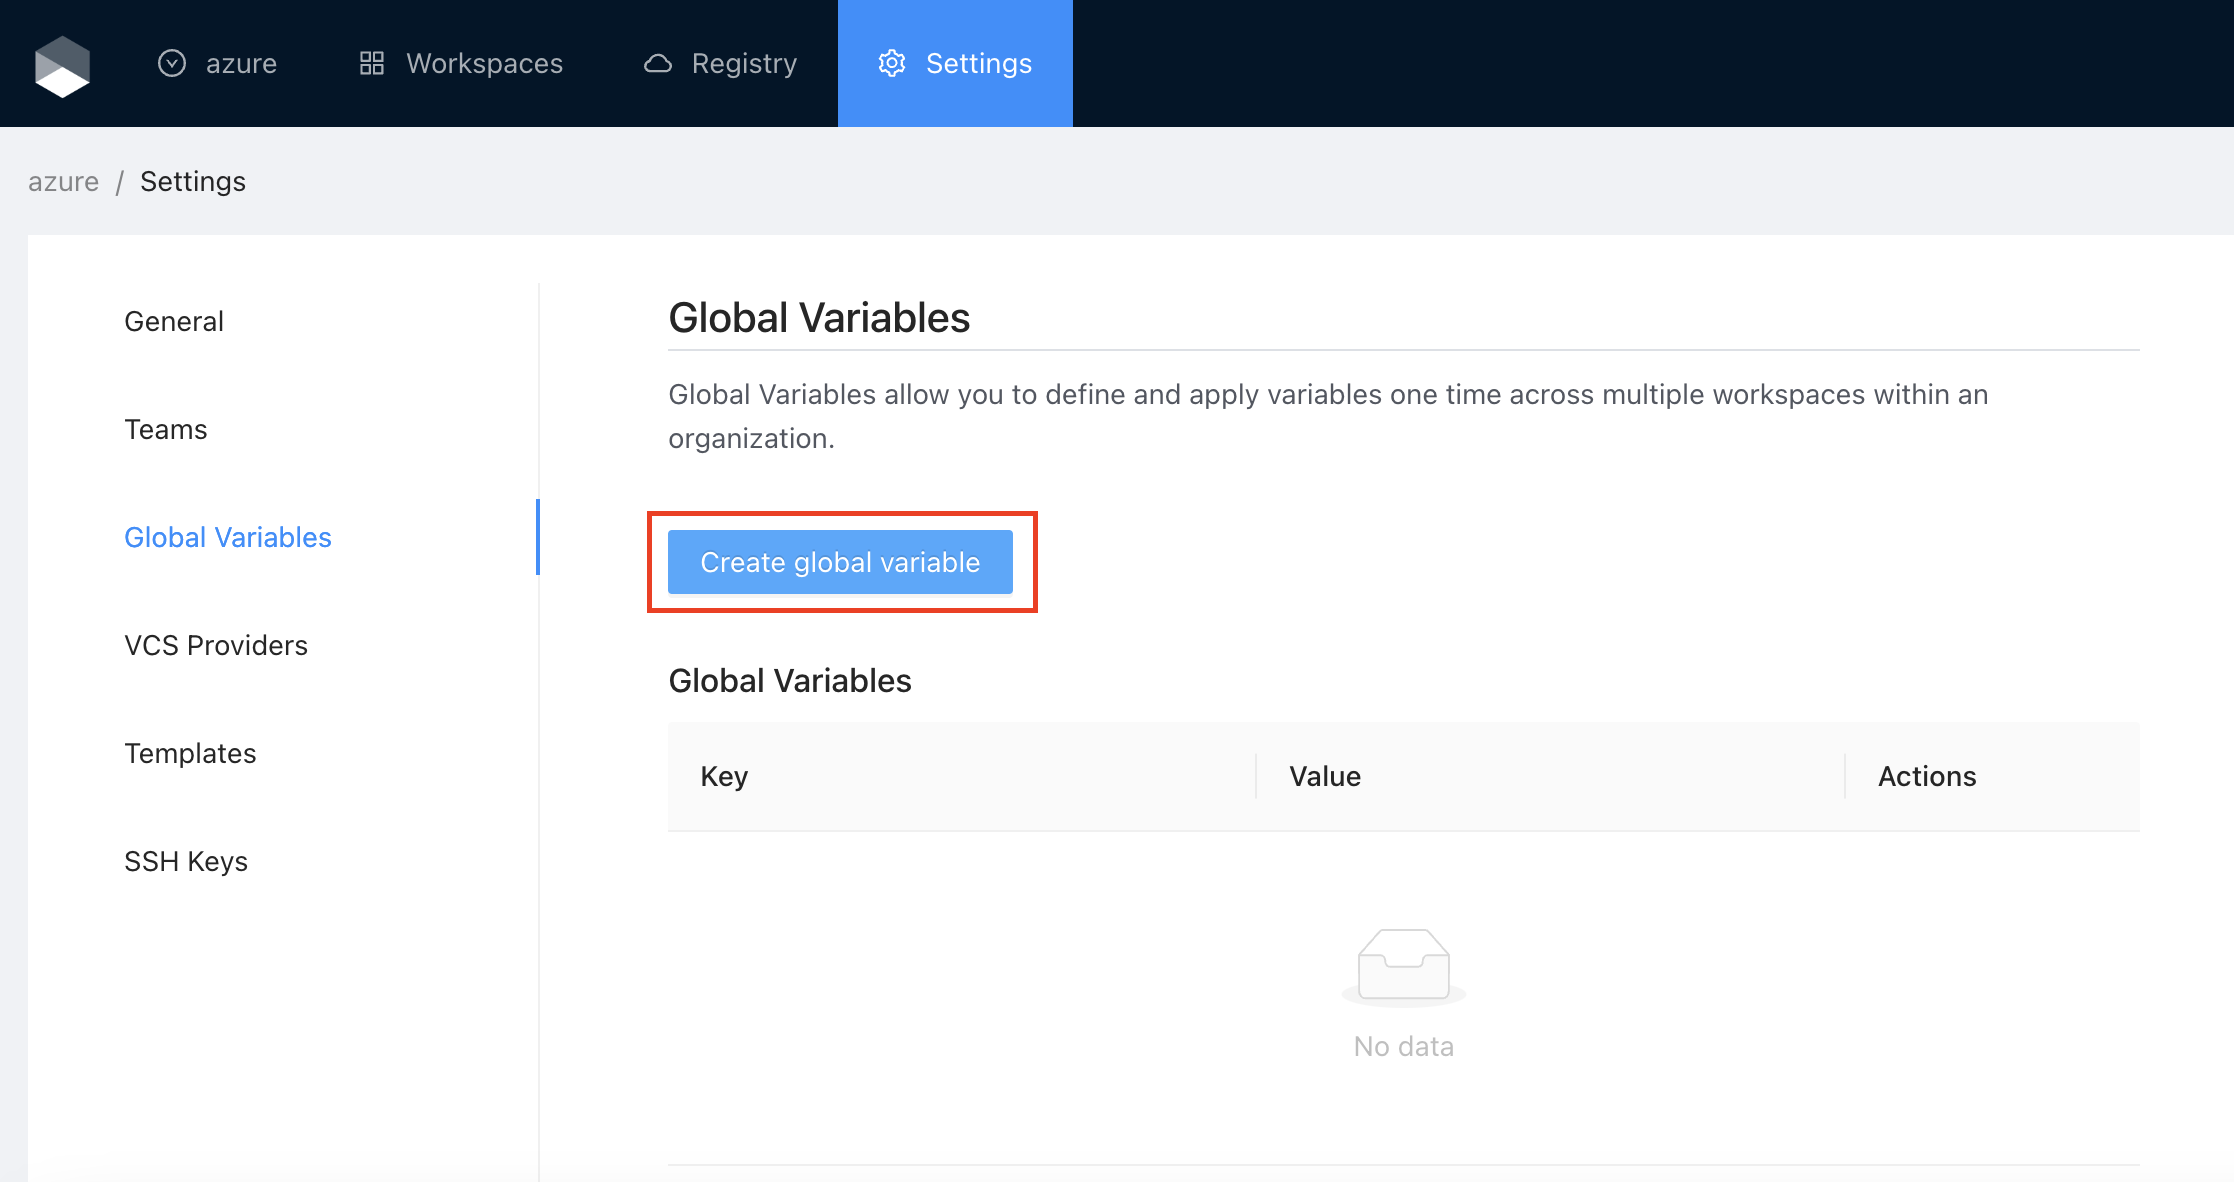 azure
Workspaces
Registry
Settings
azure / Settings
General
Teams
Global Variables
VCS Providers
Templates
SSH Keys
Global Variables
Global Variables allow you to define and apply variables one time across multiple workspaces within an
organization.
Create global variable
Global Variables
Key Value Actions
No data